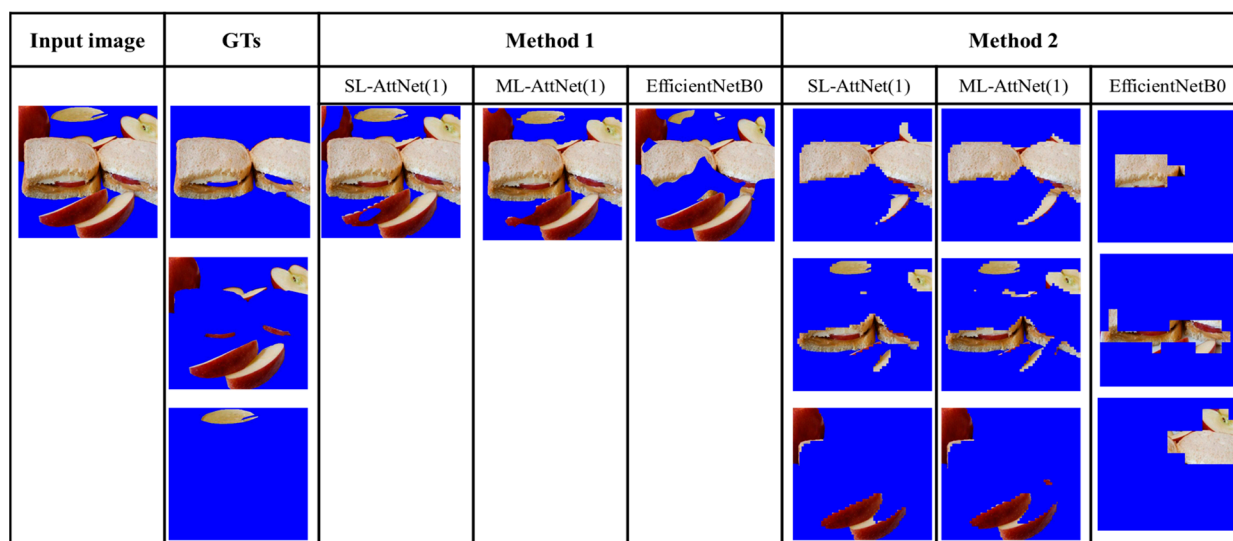 Input image GTs Method 1 Method 2
SL-AttNet(1) ML-AttNet(1) EfficientNetB0 SL-AttNet(1) ML-AttNet(1) EfficientNetB0